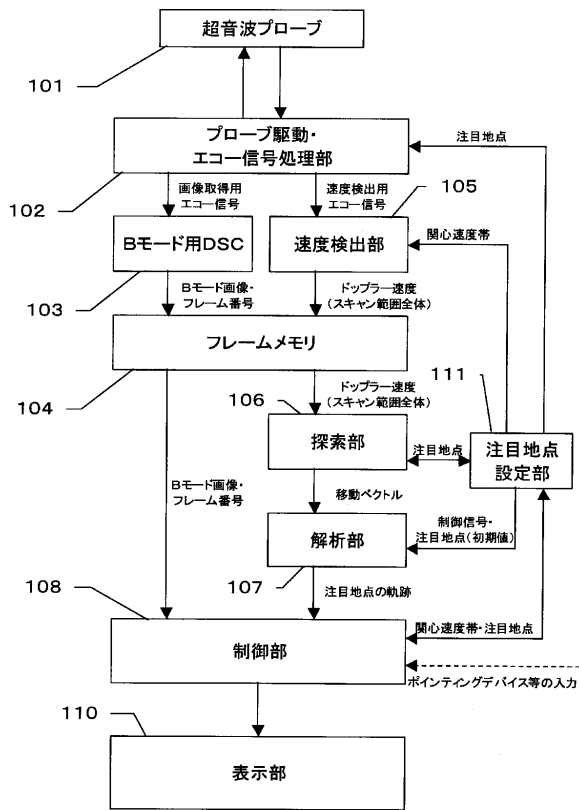 超音波プローブ
101
プローブ駆動・
エコー信号処理部
注目地点
102
画像取得用
エコー信号
速度検出用
エコー信号
105
Bモード用DSC
速度検出部
関心速度帯
103
Bモード画像・
フレーム番号
ドップラー速度
(スキャン範囲全体)
フレームメモリ
104
ドップラー速度
(スキャン範囲全体)
106
111
探索部
注目地点
注目地点
設定部
Bモード画像・
フレーム番号
移動ベクトル
制御信号・
注目地点(初期値)
解析部
107
108
注目地点の軌跡
関心速度帯・注目地点
制御部
ポインティングデバイス等の入力
110
表示部